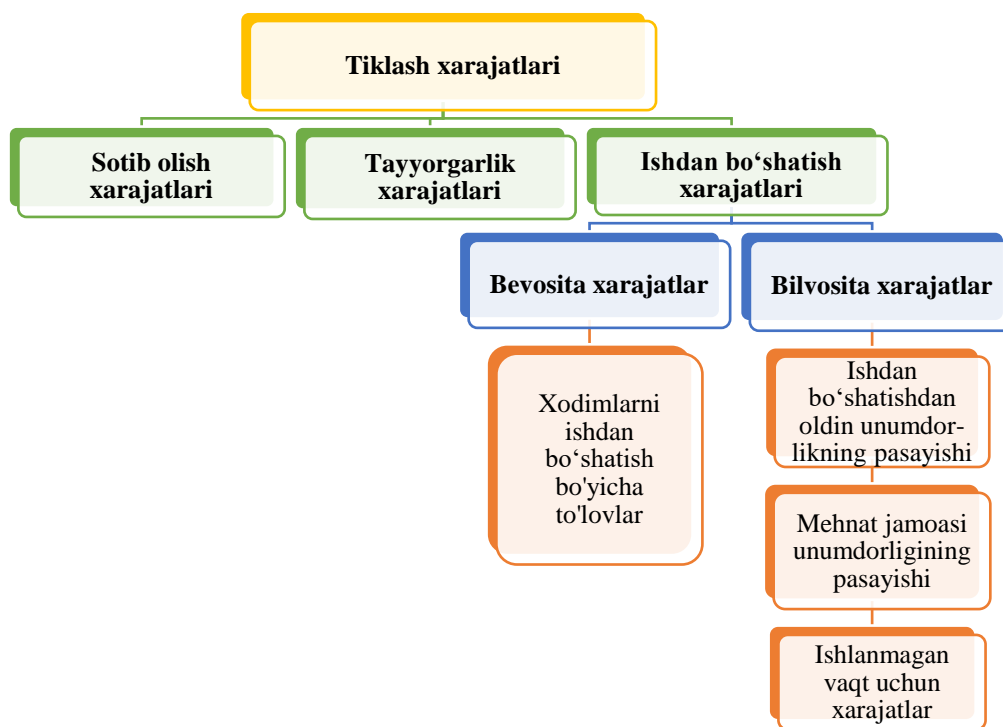 Tiklash xarajatlari
Sotib olish
xarajatlari
Tayyorgarlik
xarajatlari
Ishdan bo‘shatish
xarajatlari
Bevosita xarajatlar
Bilvosita xarajatlar
Xodimlarni
ishdan
bo‘shatish
bo'yicha
to'lovlar
Ishdan
bo‘shatishdan
oldin unumdor-
likning pasayishi
Mehnat jamoasi
unumdorligining
pasayishi
Ishlanmagan
vaqt uchun
xarajatlar